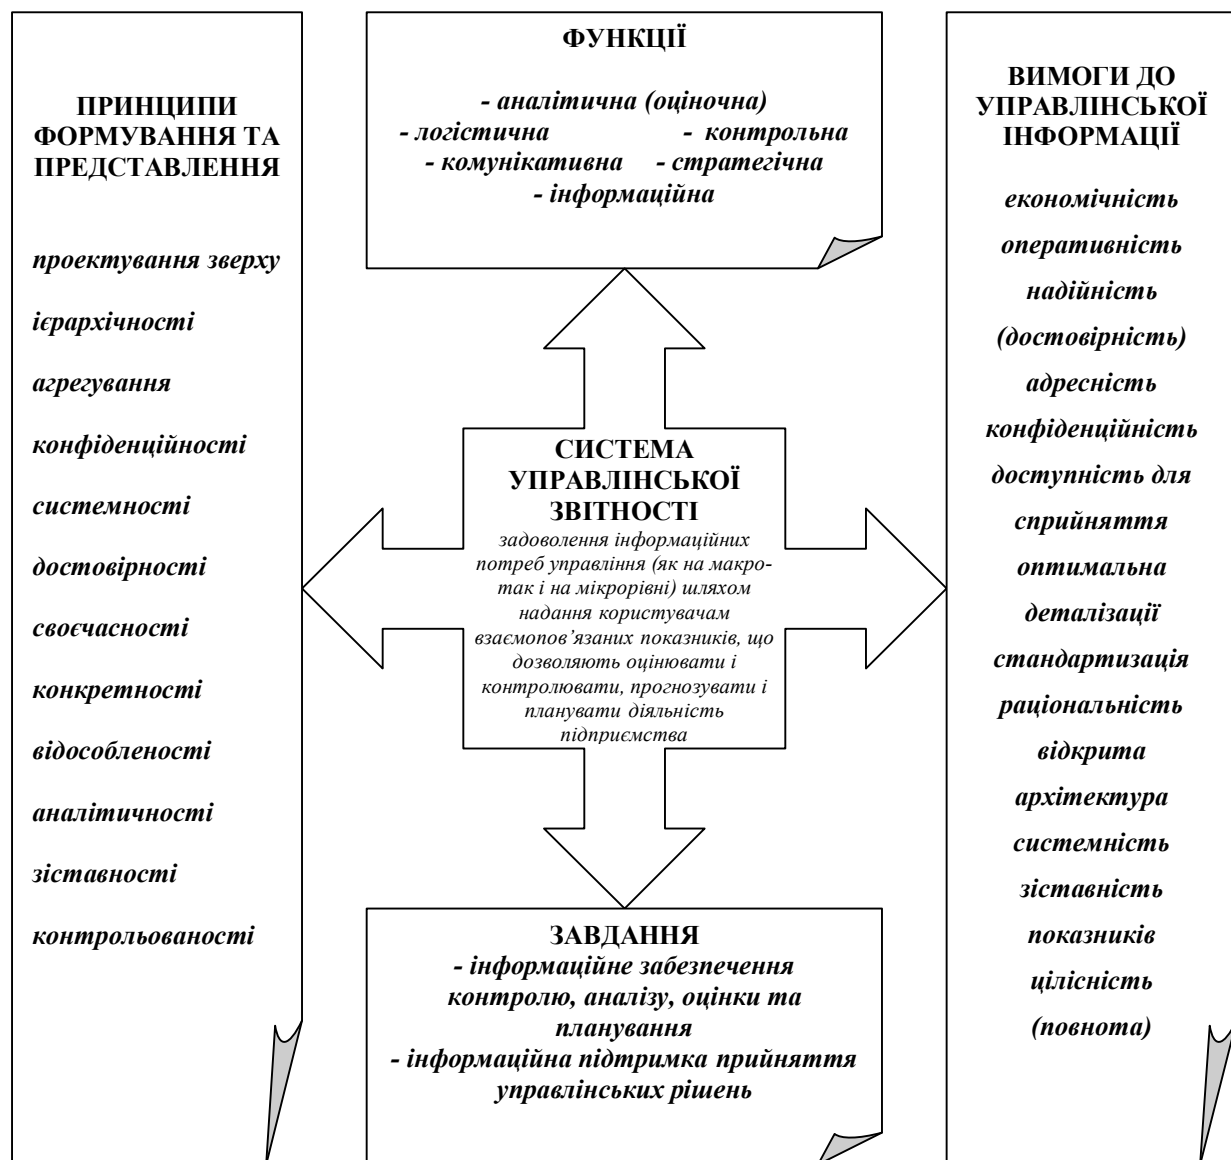 ПРИНЦИПИ
ФОРМУВАННЯ ТА
ПРЕДСТАВЛЕННЯ
проектування зверху
ієрархічності
агрегування
конфіденційності
системності
достовірності
своєчасності
конкретності
відособленості
аналітичності
зіставності
контрольованості
ФУНКЦІЇ
- аналітична (оціночна)
- логістична - контрольна
- комунікативна - стратегічна
- інформаційна
СИСТЕМА
УПРАВЛІНСЬКОЇ
ЗВІТНОСТІ
задоволення інформаційних
потреб управління (як на макро-
так і на мікрорівні) шляхом
надання користувачам
взаємопов’язаних показників, що
дозволяють оцінювати і
контролювати, прогнозувати і
планувати діяльність
підприємства
ЗАВДАННЯ
- інформаційне забезпечення
контролю, аналізу, оцінки та
планування
- інформаційна підтримка прийняття
управлінських рішень
ВИМОГИ ДО
УПРАВЛІНСЬКОЇ
ІНФОРМАЦІЇ
економічність
оперативність
надійність
(достовірність)
адресність
конфіденційність
доступність для
сприйняття
оптимальна
деталізації
стандартизація
раціональність
відкрита
архітектура
системність
зіставність
показників
цілісність
(повнота)